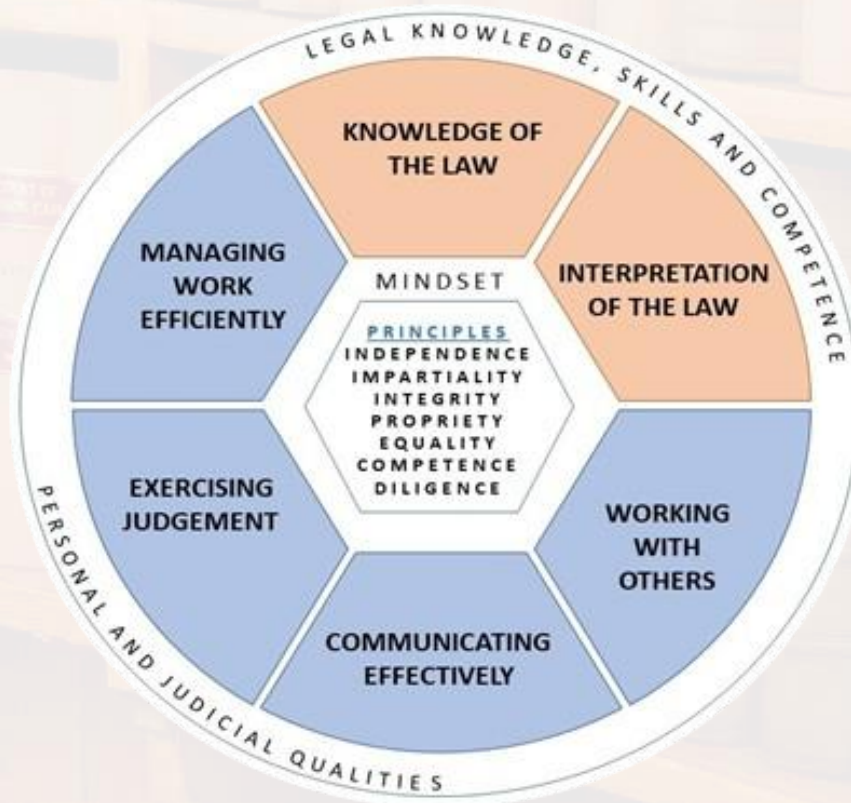 LEGAL KNOWLEDGE, SKILLS AND COMPETENCE
KNOWLEDGE OF
THE LAW
INTERPRETATION
OF THE LAW
MANAGING
WORK
EFFICIENTLY
MINDSET
PRINCIPLES
INDEPENDENCE
IMPARTIALITY
INTEGRITY
PROPRIETY
EQUALITY
COMPETENCE
DILIGENCE
EXERCISING
JUDGEMENT
WORKING
WITH
OTHERS
COMMUNICATING
EFFECTIVELY
PERSONAL AND JUDICIAL QUALITIES